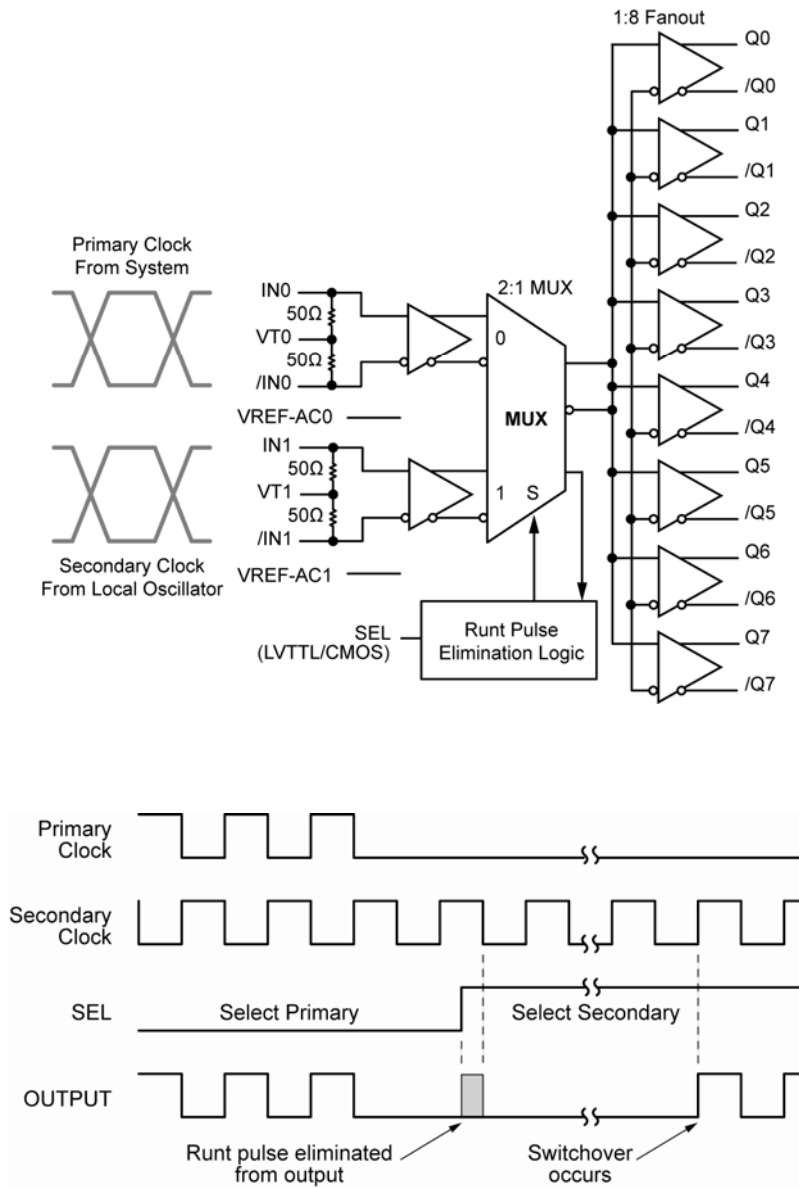 1:8 Fanout
Q0
/Q0
Q1
/Q1
Q2
/Q2
Primary Clock
From System
IN0
50Ω
VT0
50Ω
/IN0
2:1 MUX
0
Q3
/Q3
VREF-AC0
MUX
Q4
/Q4
IN1
50Ω
VT1
50Ω
/IN1
1 S
Q5
/Q5
Secondary Clock
From Local Oscillator
VREF-AC1
Q6
/Q6
SEL
(LVTTL/CMOS)
Runt Pulse
Elimination Logic
Q7
/Q7
Primary
Clock
Secondary
Clock
SEL
Select Primary
Select Secondary
OUTPUT
Runt pulse eliminated
from output
Switchover
occurs